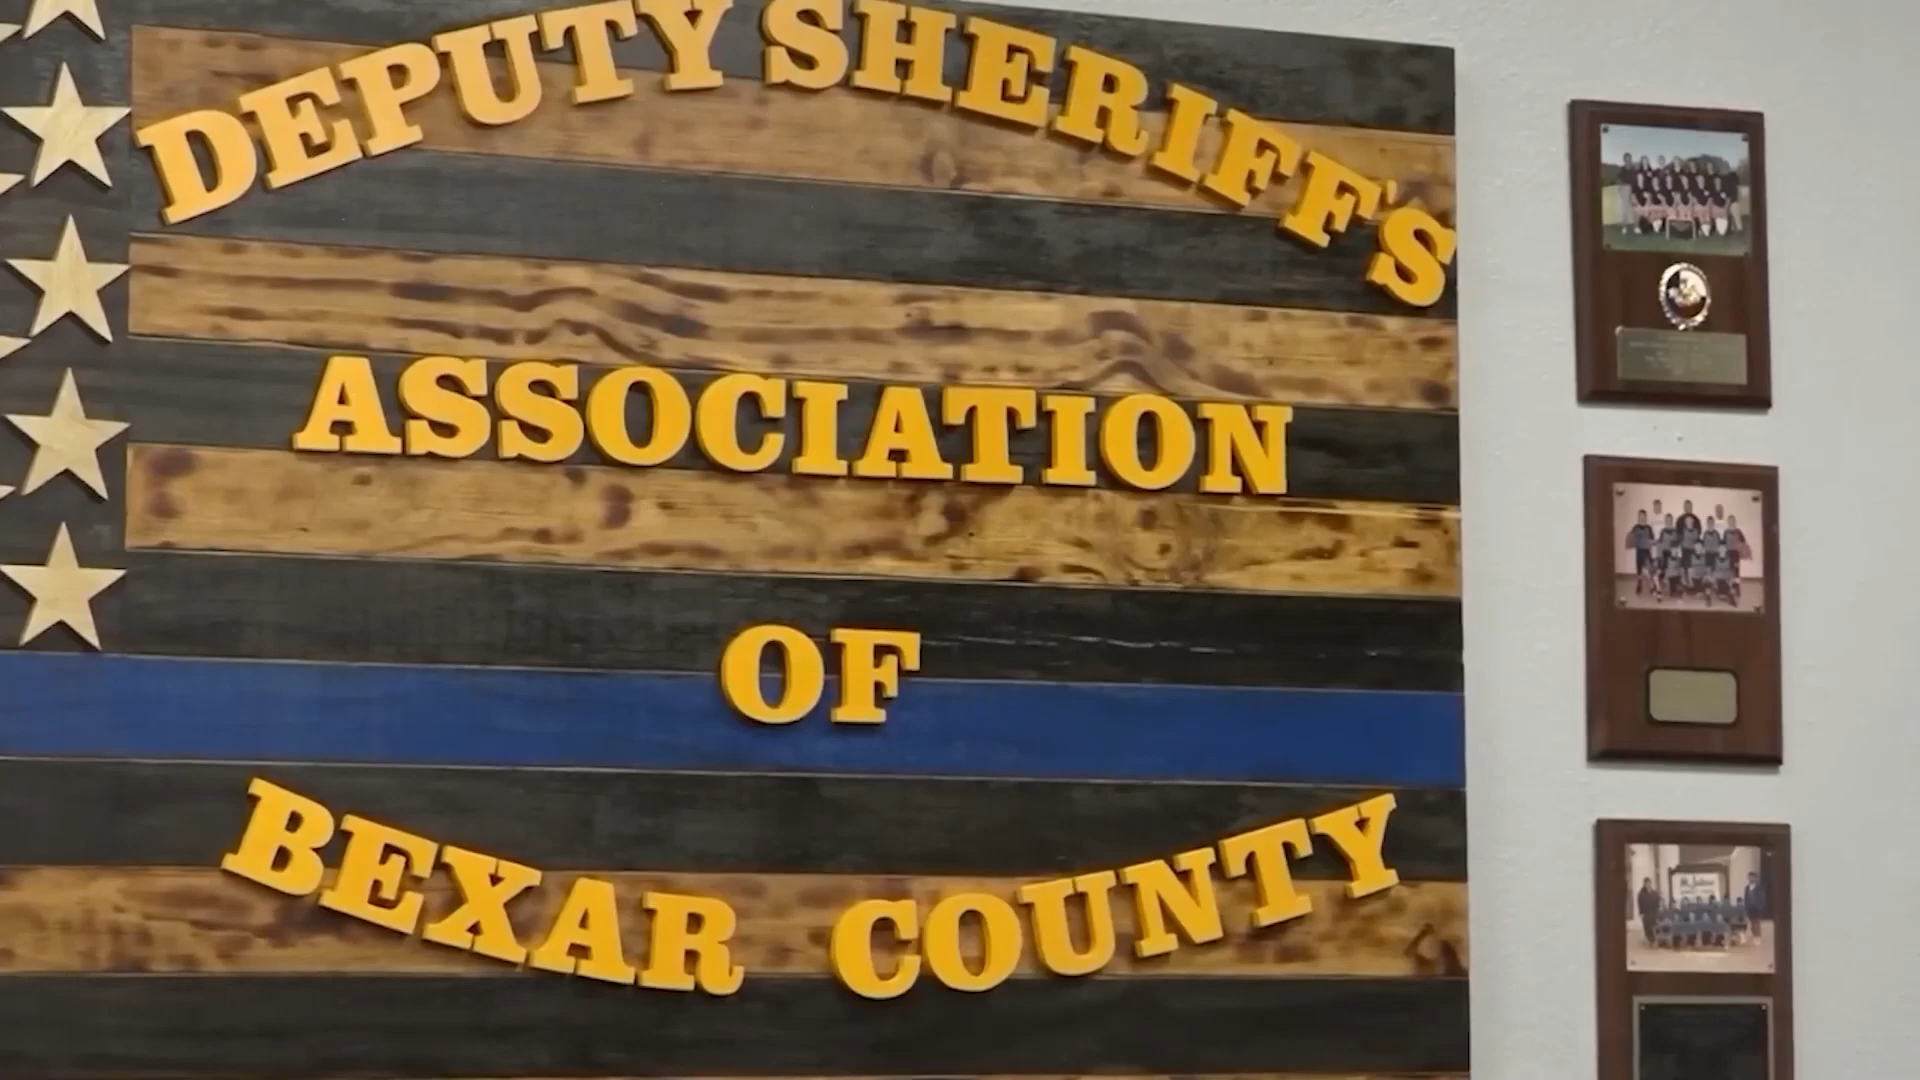 DEPUTY SHERIFF'S
ASSOCIATION
OF
BEXAR COUNTY